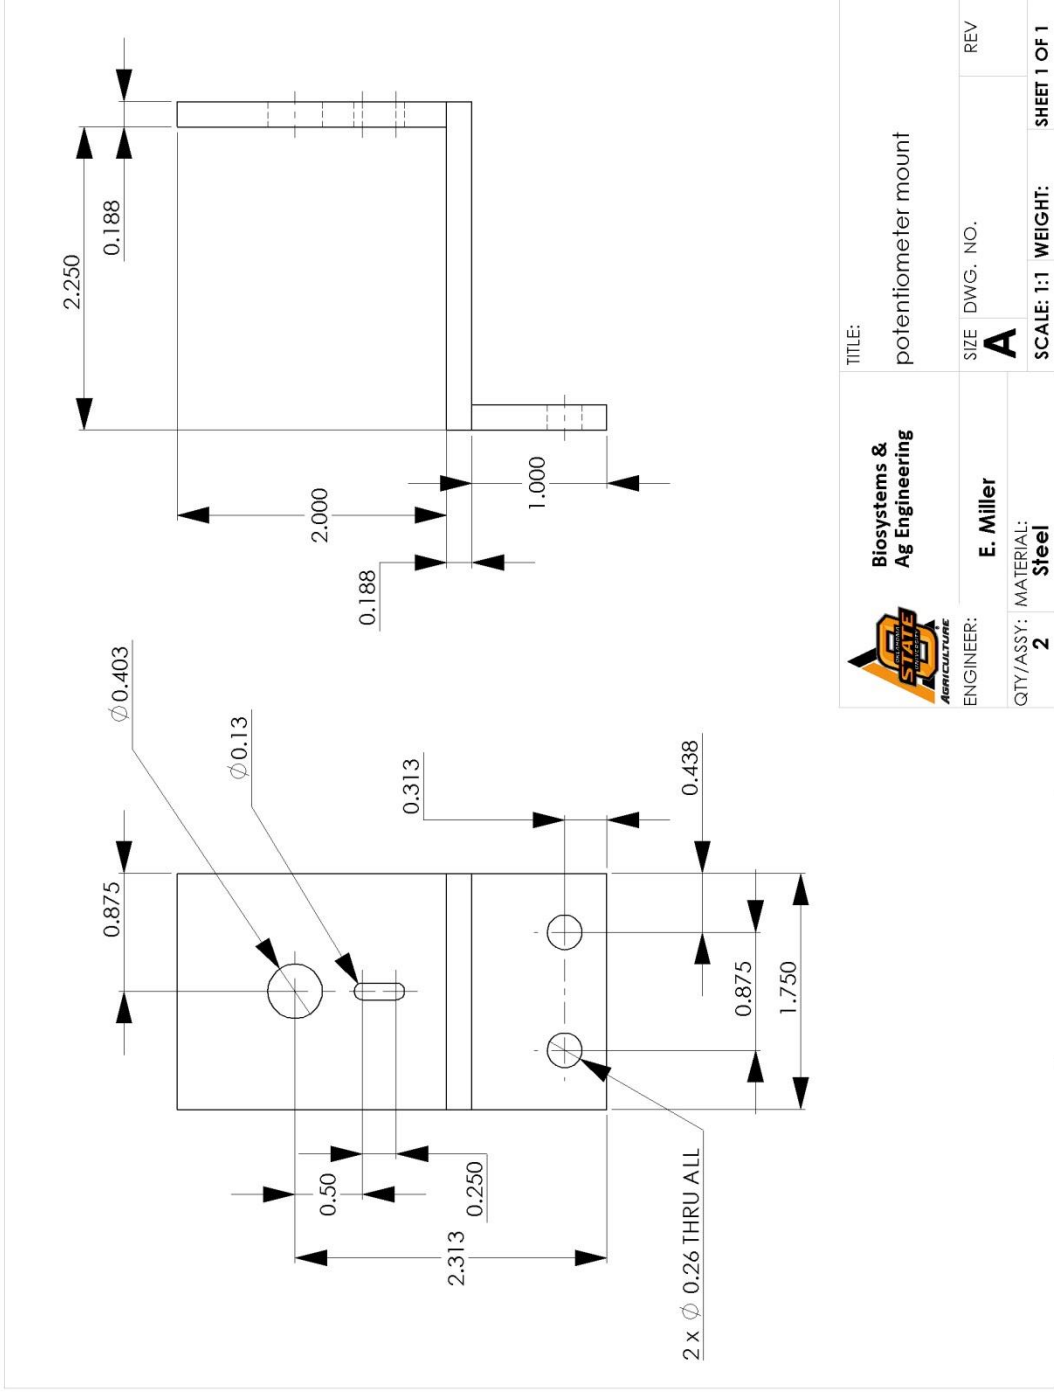 2.250
0.188
2.000
0.188
1.000
Ø 0.403
Ø 0.13
0.875
0.313
0.438
0.875
1.750
0.50
0.250
2.313
2 x Ø 0.26 THRU ALL
STATE
AGRICULTURE
Biosystems &
Ag Engineering
TITLE:
potentiometer mount
ENGINEER:
E. Miller
SIZE DWG. NO. REV
A
QTY/ASSY: MATERIAL:
2 Steel
SCALE: 1:1 WEIGHT: SHEET 1 OF 1